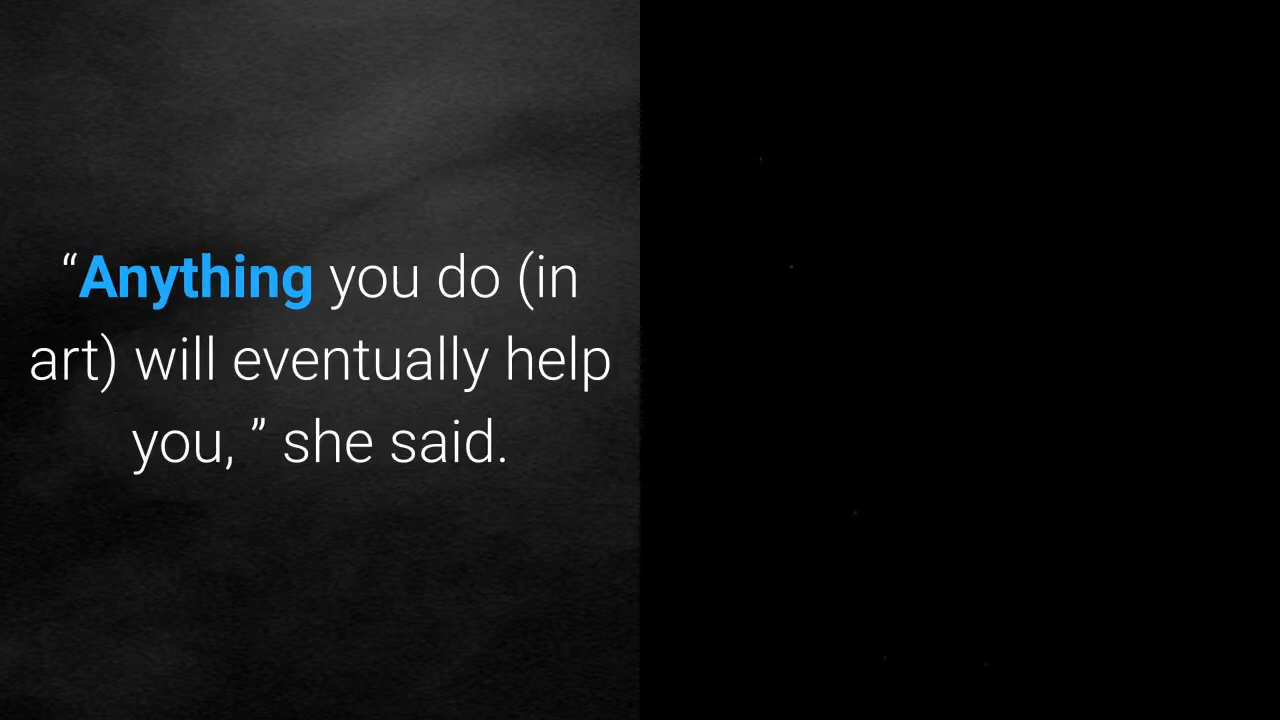 “Anything you do (in
art) will eventually help
you, ” she said.